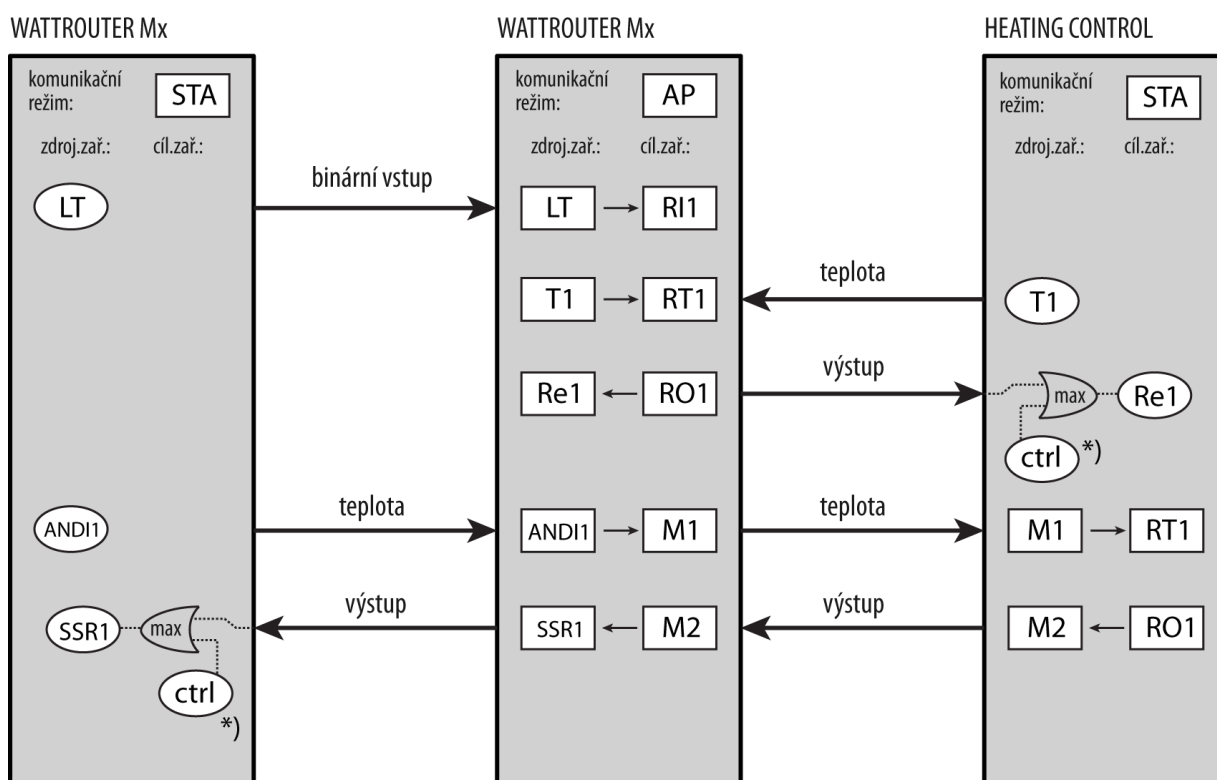 WATTROUTER Mx
WATTROUTER Mx
HEATING CONTROL
komunikační
režim:
STA
komunikační
režim:
AP
komunikační
režim:
STA
zdroj.zař.: cíl.zař.:
zdroj.zař.: cíl.zař.:
zdroj.zař.: cíl.zař.:
LT
binární vstup
LT
RI1
teplota
T1
RT1
T1
výstup
Re1
RO1
max
Re1
ctrl
*)
ANDI1
teplota
ANDI1
M1
teplota
M1
RT1
SSR1
max
výstup
SSR1
M2
výstup
M2
RO1
ctrl
*)